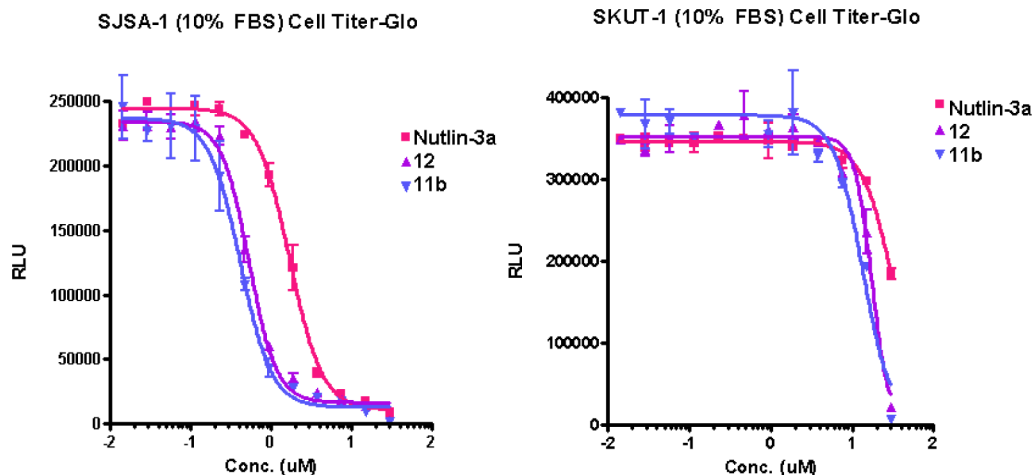 SJSA-1 (10% FBS) Cell Titer-Glo
250000
200000
150000
100000
50000
0
RLU
-2
-1
0
1
2
Conc. (uM)
Nutlin-3a
12
11b
SKUT-1 (10% FBS) Cell Titer-Glo
400000
300000
200000
100000
0
RLU
-2
-1
0
1
2
Conc. (uM)
Nutlin-3a
12
11b